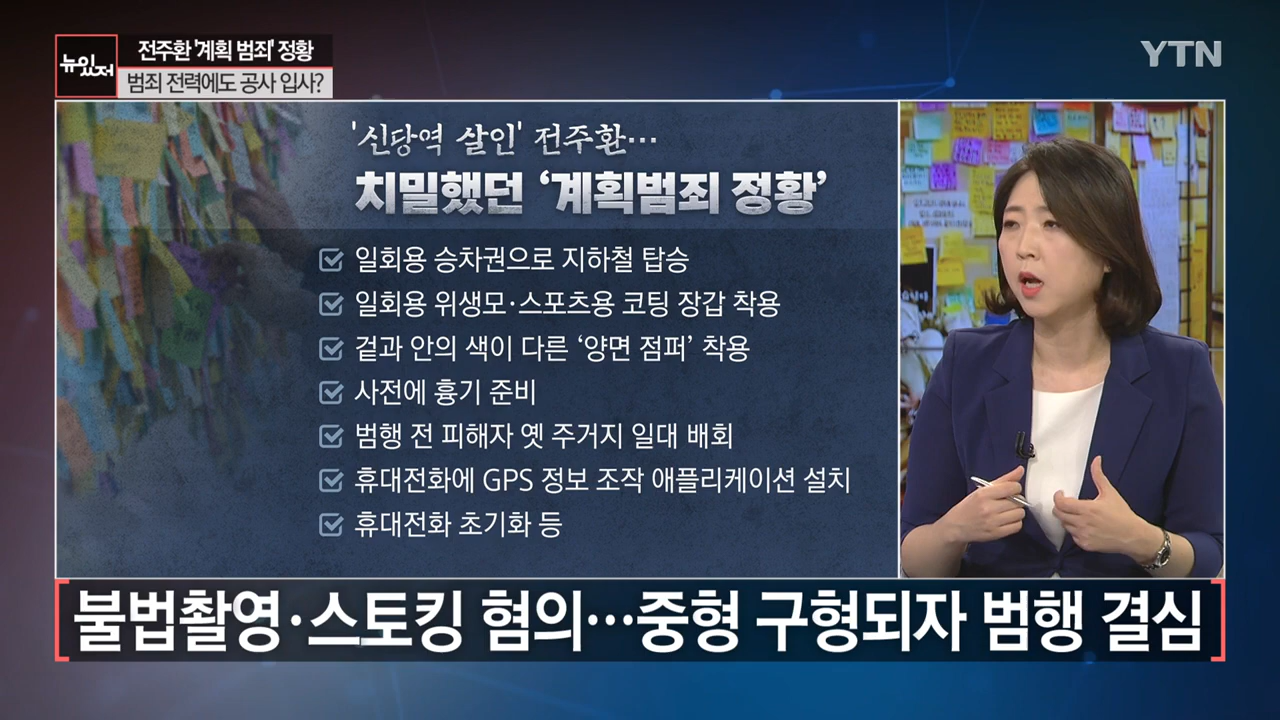 뉴있저
전주환 '계획 범죄' 정황
범죄 전력에도 공사 입사?
YTN
'신당역 살인' 전주환…
치밀했던 '계획범죄 정황'
일회용 승차권으로 지하철 탑승
일회용 위생모·스포츠용 코팅 장갑 착용
겉과 안의 색이 다른 '양면 점퍼' 착용
사전에 흉기 준비
범행 전 피해자 옛 주거지 일대 배회
휴대전화에 GPS 정보 조작 애플리케이션 설치
휴대전화 초기화 등
불법촬영·스토킹 혐의…중형 구형되자 범행 결심